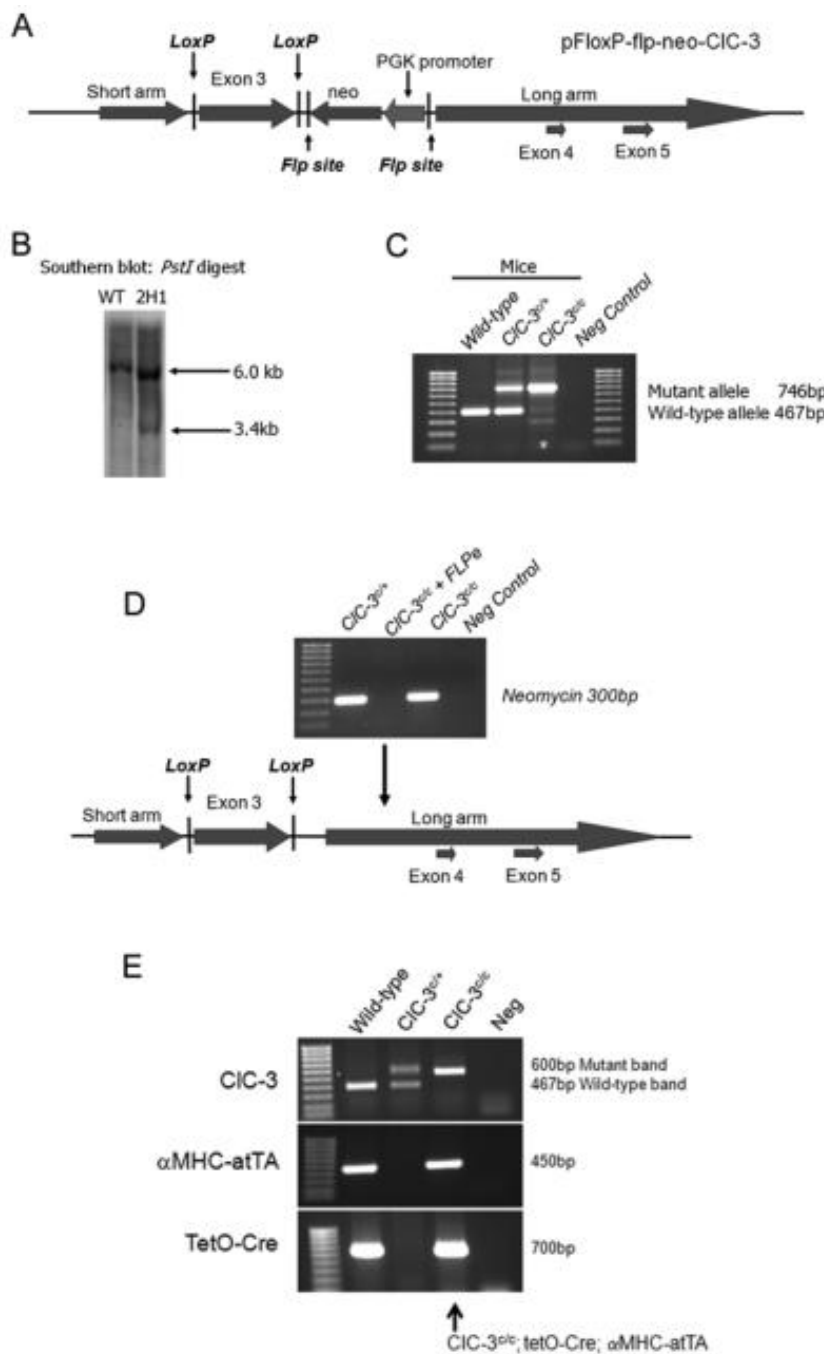 A
pFloxP-flp-neo-ClC-3
LoxP
LoxP
PGK promoter
Short arm
Exon 3
neo
Long arm
Flp site
Flp site
Exon 4
Exon 5
B
Southern blot: PstI digest
WT 2H1
6.0 kb
3.4kb
C
Mice
Wild-type
ClC-3c/+
ClC-3c/c
Neg Control
Mutant allele 746bp
Wild-type allele 467bp
D
ClC-3c/+
ClC-3c/c + FLPe
ClC-3c/c
Neg Control
Neomycin 300bp
LoxP
LoxP
Short arm
Exon 3
Long arm
Exon 4
Exon 5
E
Wild-type
ClC-3c/+
ClC-3c/c
Neg
ClC-3
600bp Mutant band
467bp Wild-type band
αMHC-atTA
450bp
TetO-Cre
700bp
ClC-3c/c; tetO-Cre; αMHC-atTA